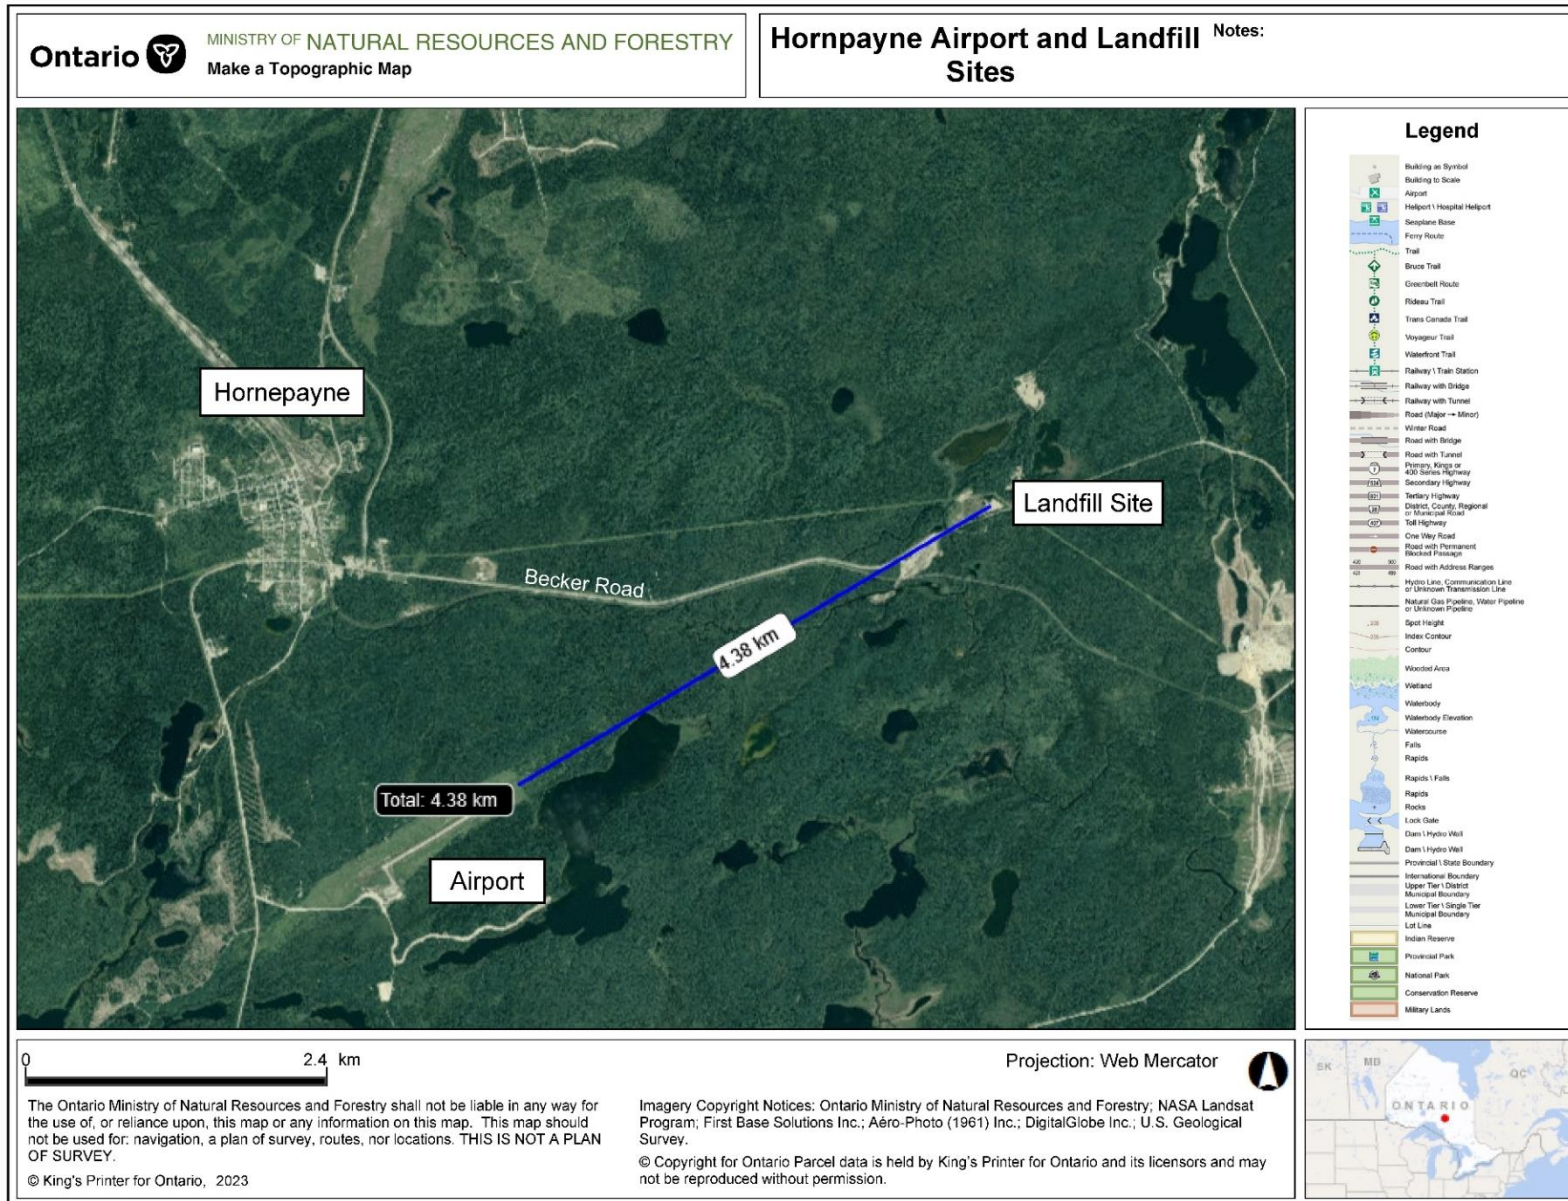 Ontario
MINISTRY OF NATURAL RESOURCES AND FORESTRY
Make a Topographic Map
Hornpayne Airport and Landfill
Sites
Notes:
Hornepayne
Landfill Site
Becker Road
4.38 km
Total: 4.38 km
Airport
Legend
Building as Symbol
Building to Scale
Airport
Heliport \ Hospital Heliport
Seaplane Base
Ferry Route
Trail
Bruce Trail
Greenbelt Route
Rideau Trail
Trans Canada Trail
Voyageur Trail
Waterfront Trail
Railway \ Train Station
Railway with Bridge
Railway with Tunnel
Road (Major → Minor)
Winter Road
Road with Bridge
Road with Tunnel
Primary, Kings or
400 Series Highway
Secondary Highway
Tertiary Highway
District, County, Regional
or Municipal Road
Toll Highway
One Way Road
Road with Permanent
Blocked Passage
Road with Address Ranges
Hydro Line, Communication Line
or Unknown Transmission Line
Natural Gas Pipeline, Water Pipeline
or Unknown Pipeline
Spot Height
Index Contour
Contour
Wooded Area
Wetland
Waterbody
Waterbody Elevation
Watercourse
Falls
Rapids
Rapids \ Falls
Rapids
Rocks
Lock Gate
Dam \ Hydro Wall
Dam \ Hydro Wall
Provincial \ State Boundary
International Boundary
Upper Tier \ District
Municipal Boundary
Lower Tier \ Single Tier
Municipal Boundary
Lot Line
Indian Reserve
Provincial Park
National Park
Conservation Reserve
Military Lands
0 2.4 km
Projection: Web Mercator
The Ontario Ministry of Natural Resources and Forestry shall not be liable in any way for
the use of, or reliance upon, this map or any information on this map. This map should
not be used for: navigation, a plan of survey, routes, nor locations. THIS IS NOT A PLAN
OF SURVEY.
© King's Printer for Ontario, 2023
Imagery Copyright Notices: Ontario Ministry of Natural Resources and Forestry; NASA Landsat
Program; First Base Solutions Inc.; Aéro-Photo (1961) Inc.; DigitalGlobe Inc.; U.S. Geological
Survey.
© Copyright for Ontario Parcel data is held by King's Printer for Ontario and its licensors and may
not be reproduced without permission.
SK MB QC
ONTARIO